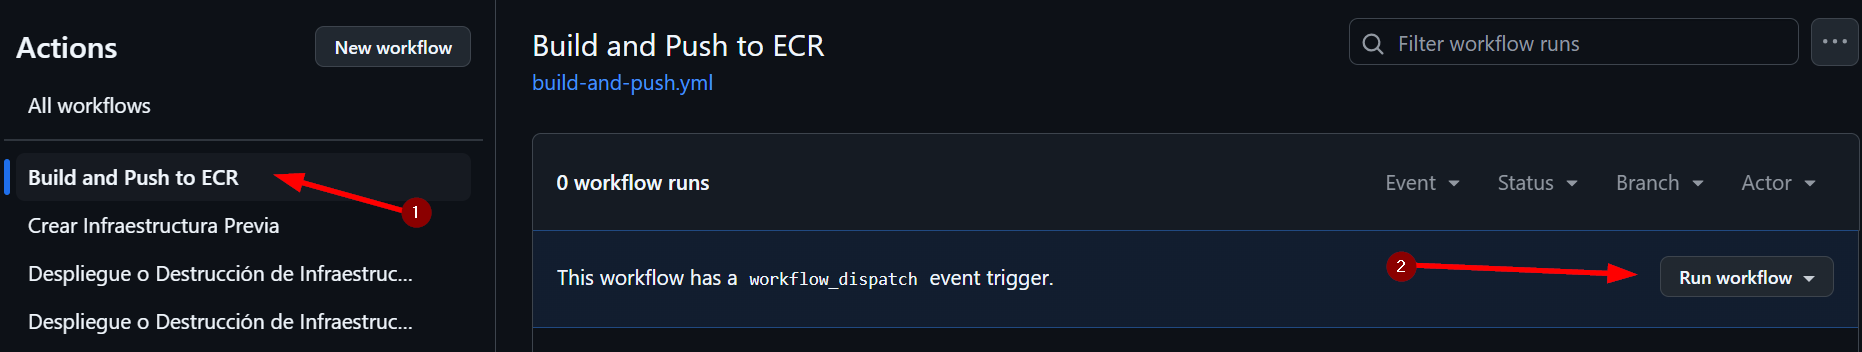 Actions
New workflow
All workflows
Build and Push to ECR
1
Crear Infraestructura Previa
Despliegue o Destrucción de Infraestruc...
Despliegue o Destrucción de Infraestruc...
Build and Push to ECR
build-and-push.yml
Filter workflow runs
0 workflow runs
Event
Status
Branch
Actor
This workflow has a workflow_dispatch event trigger.
2
Run workflow